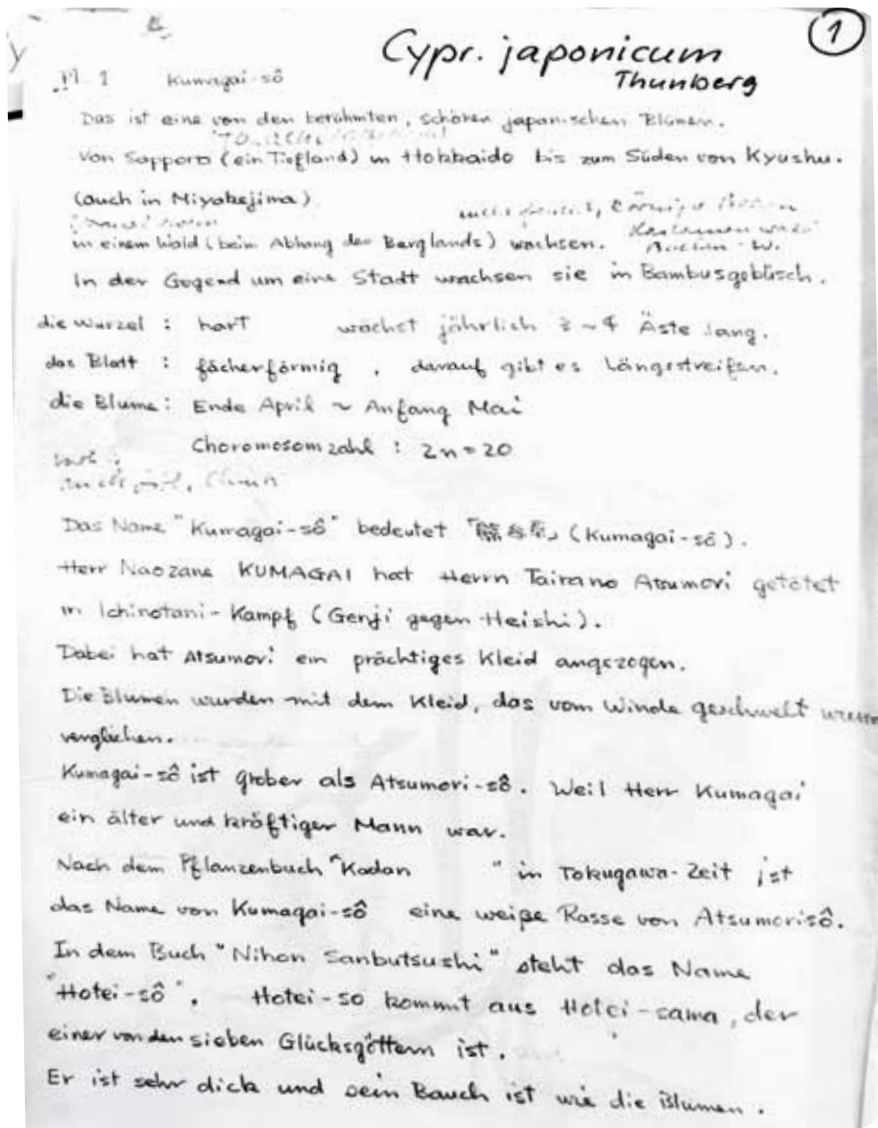 1
Cypr. japonicum
Thunberg
Pl. 1 Kumagai-sô
Das ist eine von den berühmten, schönen japanischen Blumen.
Von Sapporo (ein Tiefland) in Hokkaido bis zum Süden von Kyushu.
(auch in Miyakejima)
in einem Wald (beim Abhang des Berglands) wachsen.
In der Gegend um eine Stadt wachsen sie in Bambusgebüsch.
die Wurzel : hart wächst jährlich 3 ~ 4 Äste lang.
das Blatt : fächerförmig , darauf gibt es Längsstreifen.
die Blume : Ende April ~ Anfang Mai
Choromosomzahl : 2n=20
Das Name "Kumagai-sô" bedeutet 「熊谷草」 (Kumagai-sô).
Herr Naozane KUMAGAI hat Herrn Tairano Atsumori getötet
in Ichinotani-Kampf (Genji gegen Heishi).
Dabei hat Atsumori ein prächtiges Kleid angezogen.
Die Blumen wurden mit dem Kleid, das vom Winde geschwellt
verglichen.
Kumagai-sô ist grober als Atsumori-sô. Weil Herr Kumagai
ein älter und kräftiger Mann war.
Nach dem Pflanzenbuch "Kadan " in Tokugawa-Zeit ist
das Name von Kumagai-sô eine weiße Rasse von Atsumorisô.
In dem Buch "Nihon Sanbutsushi" steht das Name
"Hotei-sô". Hotei-so kommt aus Hotei-sama, der
einer von den sieben Glücksgöttern ist.
Er ist sehr dick und sein Bauch ist wie die Blumen.